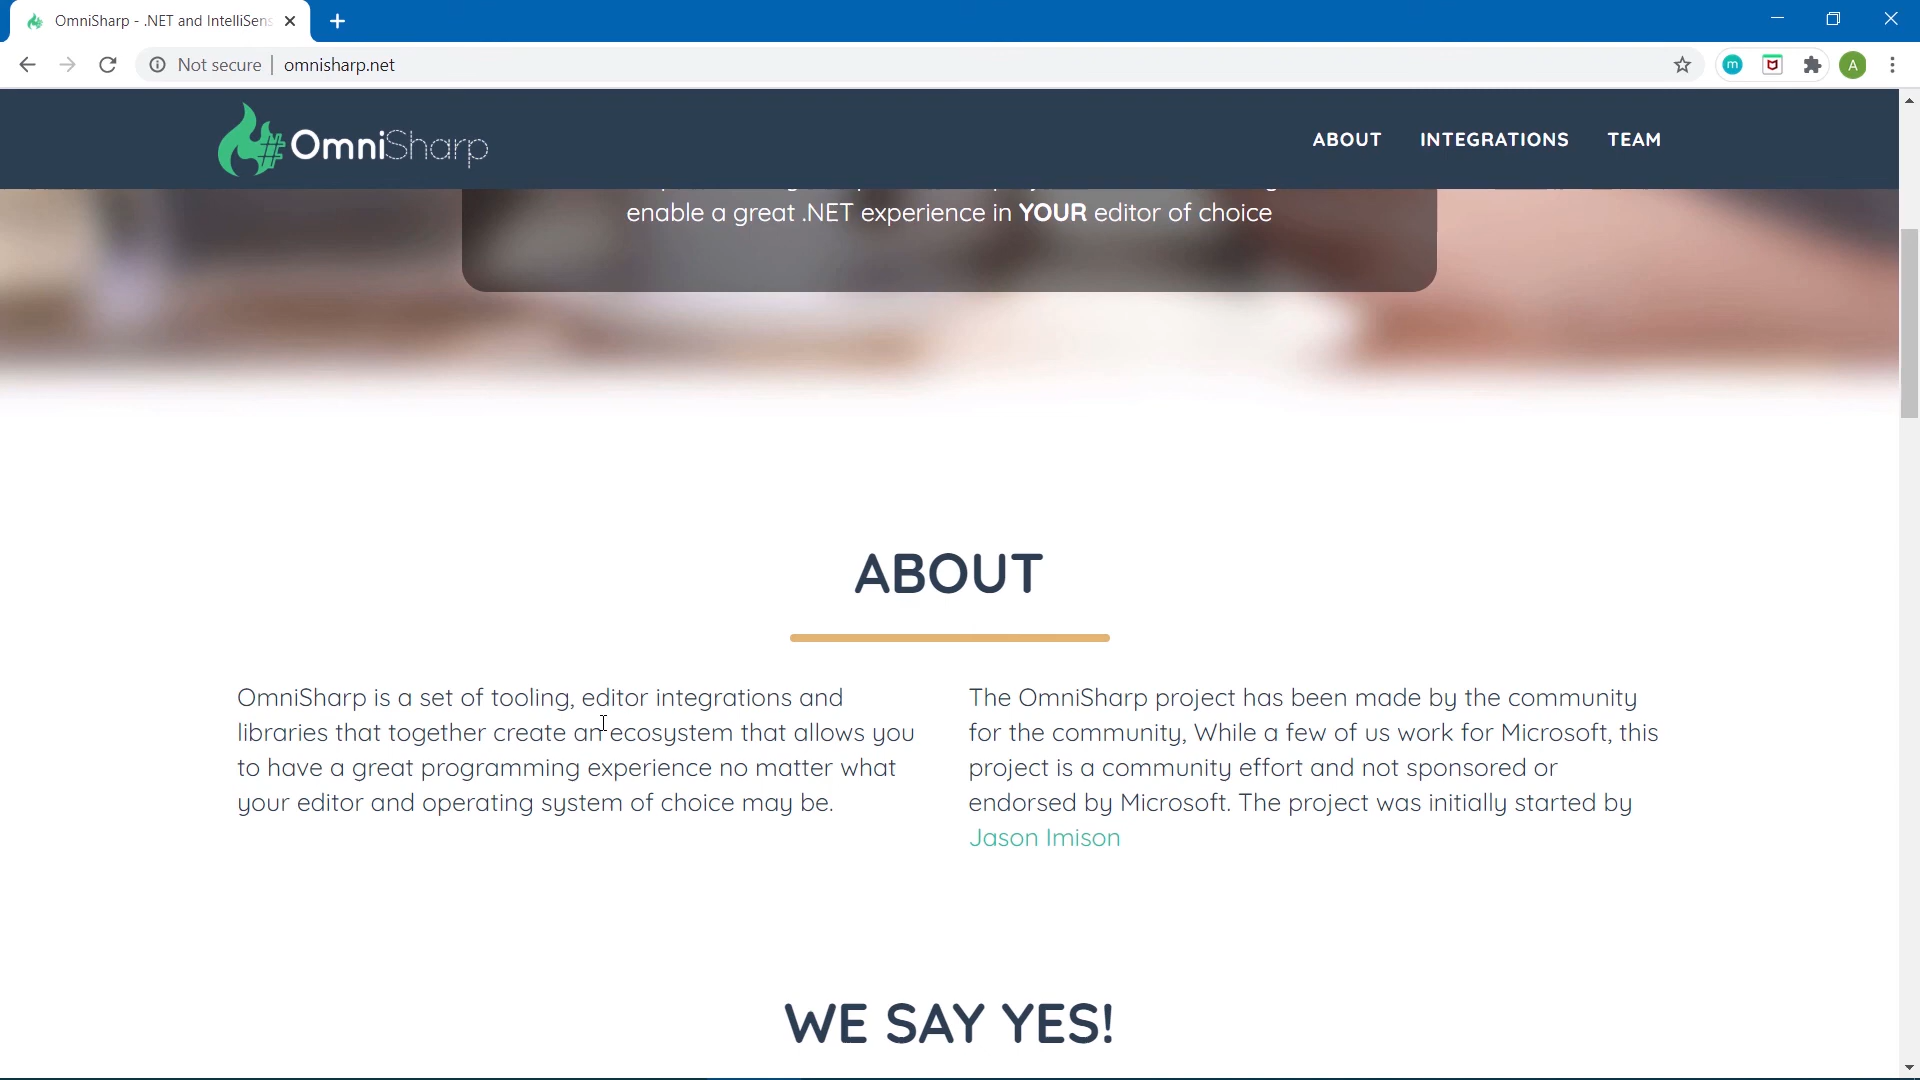 OmniSharp - .NET and IntelliSens
Not secure
omnisharp.net
m
A
#OmniSharp
ABOUT
INTEGRATIONS
TEAM
enable a great .NET experience in YOUR editor of choice
ABOUT
OmniSharp is a set of tooling, editor integrations and
libraries that together create an ecosystem that allows you
to have a great programming experience no matter what
your editor and operating system of choice may be.
The OmniSharp project has been made by the community
for the community, While a few of us work for Microsoft, this
project is a community effort and not sponsored or
endorsed by Microsoft. The project was initially started by
Jason Imison
WE SAY YES!